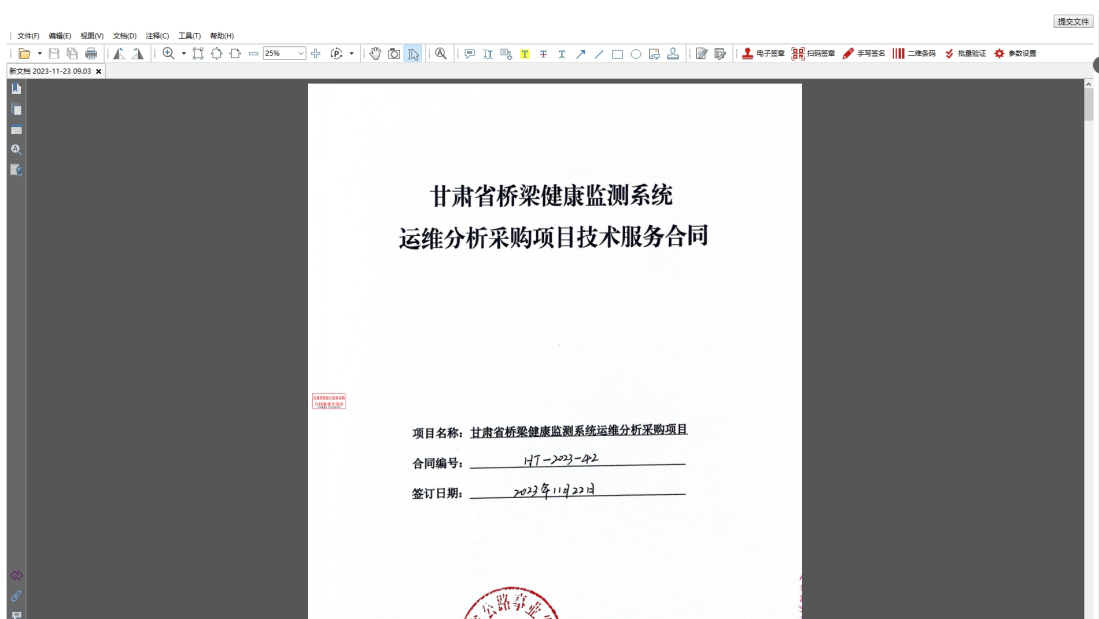 提交文件
文件(F) 编辑(E) 视图(V) 文档(D) 注释(C) 工具(T) 帮助(H)
25% 电子签章 扫码签章 手写签名 二维条码 批量验证 参数设置
新文档 2023-11-23 09.03
甘肃省桥梁健康监测系统
运维分析采购项目技术服务合同
项目名称：甘肃省桥梁健康监测系统运维分析采购项目
合同编号：HT-2023-42
签订日期：2023年11月22日
公路事业